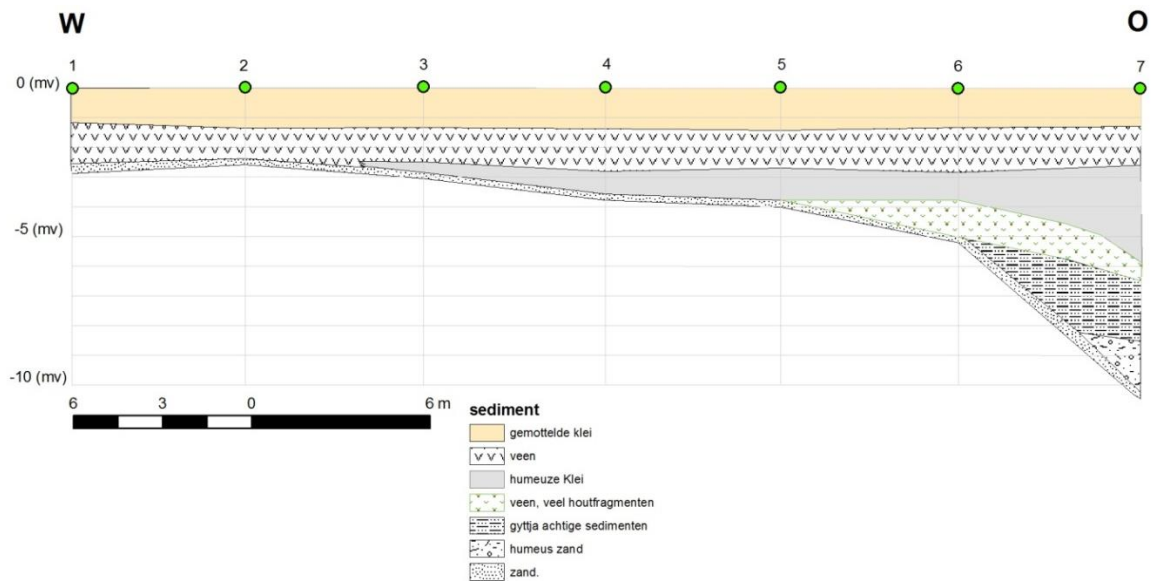 W O
1 2 3 4 5 6 7
0 (mv)
-5 (mv)
-10 (mv)
6 3 0 6 m
sediment
gemottelde klei
veen
humeuze Klei
veen, veel houtfragmenten
gyttja achtige sedimenten
humeus zand
zand.